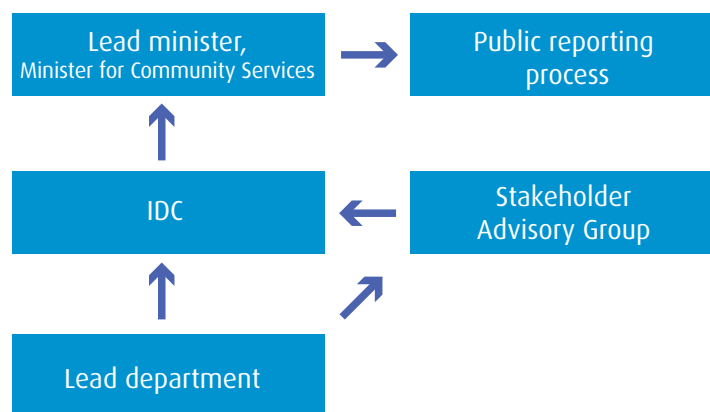 Lead minister,
Minister for Community Services
Public reporting
process
IDC
Stakeholder
Advisory Group
Lead department